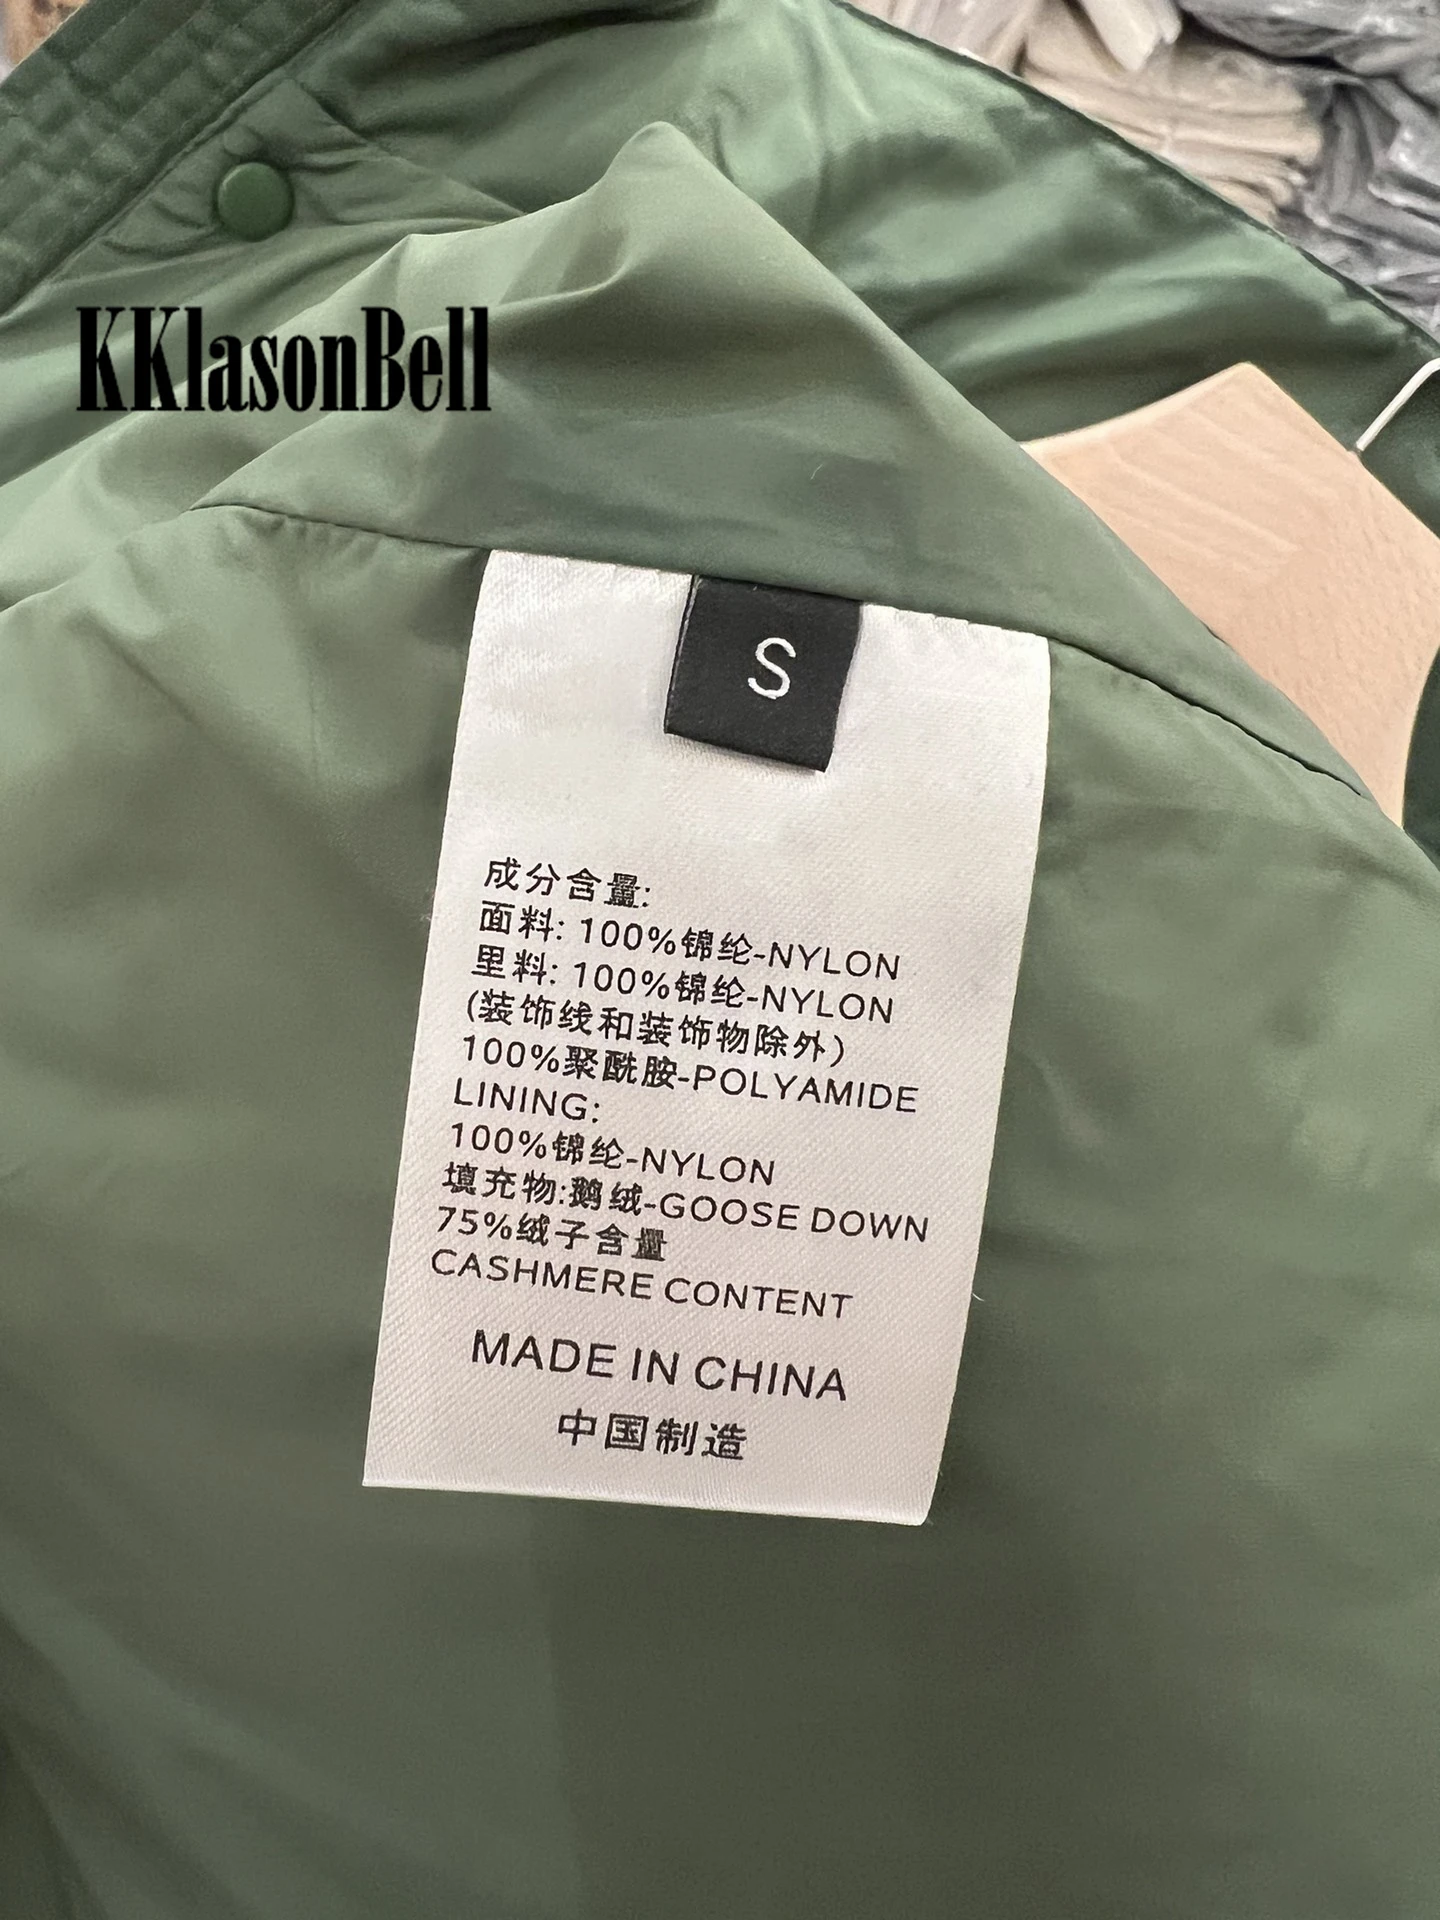 KKlasonBell
S
成分含量:
面料: 100%锦纶-NYLON
里料: 100%锦纶-NYLON
(装饰线和装饰物除外)
100%聚酰胺-POLYAMIDE
LINING:
100%锦纶-NYLON
填充物:鹅绒-GOOSE DOWN
75%绒子含量
CASHMERE CONTENT
MADE IN CHINA
中国制造